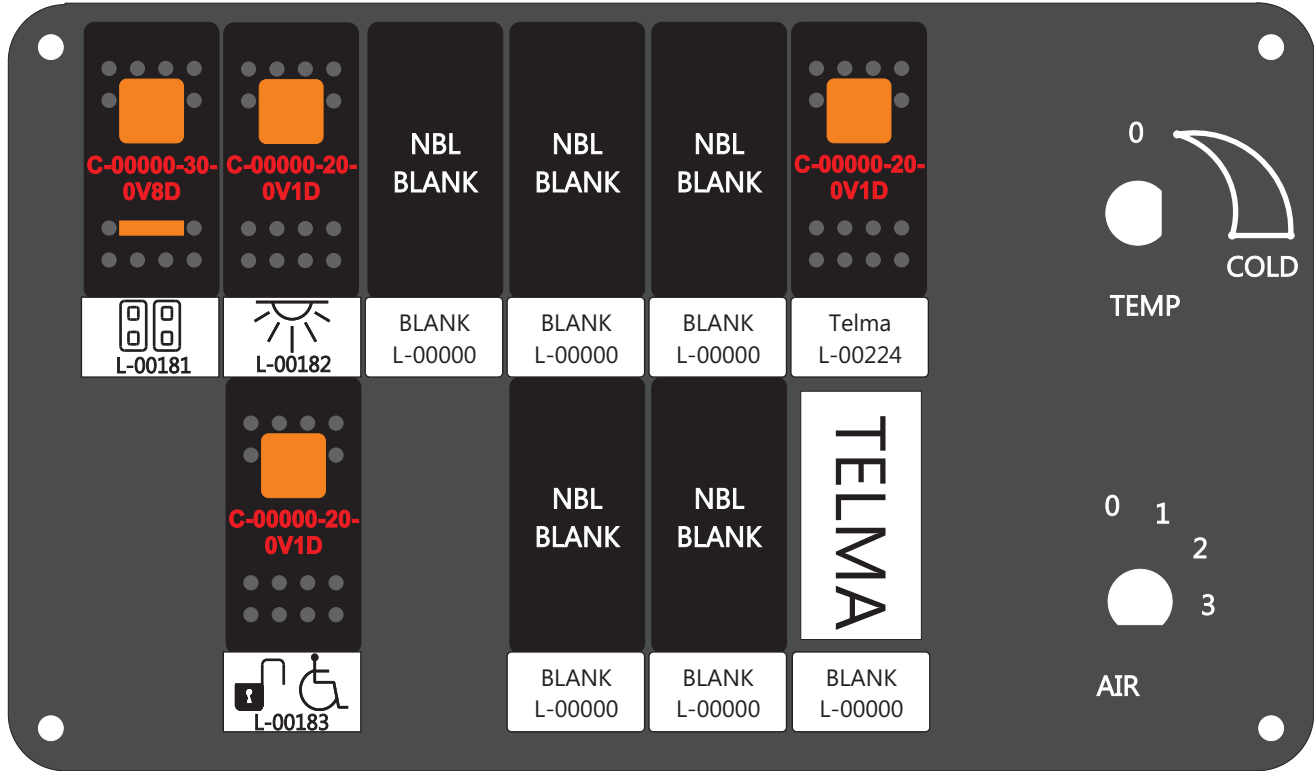 C-00000-30-
0V8D
L-00181
C-00000-20-
0V1D
L-00182
NBL
BLANK
BLANK
L-00000
NBL
BLANK
BLANK
L-00000
NBL
BLANK
BLANK
L-00000
C-00000-20-
0V1D
Telma
L-00224
0
COLD
TEMP
C-00000-20-
0V1D
L-00183
NBL
BLANK
BLANK
L-00000
NBL
BLANK
BLANK
L-00000
TELMA
BLANK
L-00000
0
1
2
3
AIR